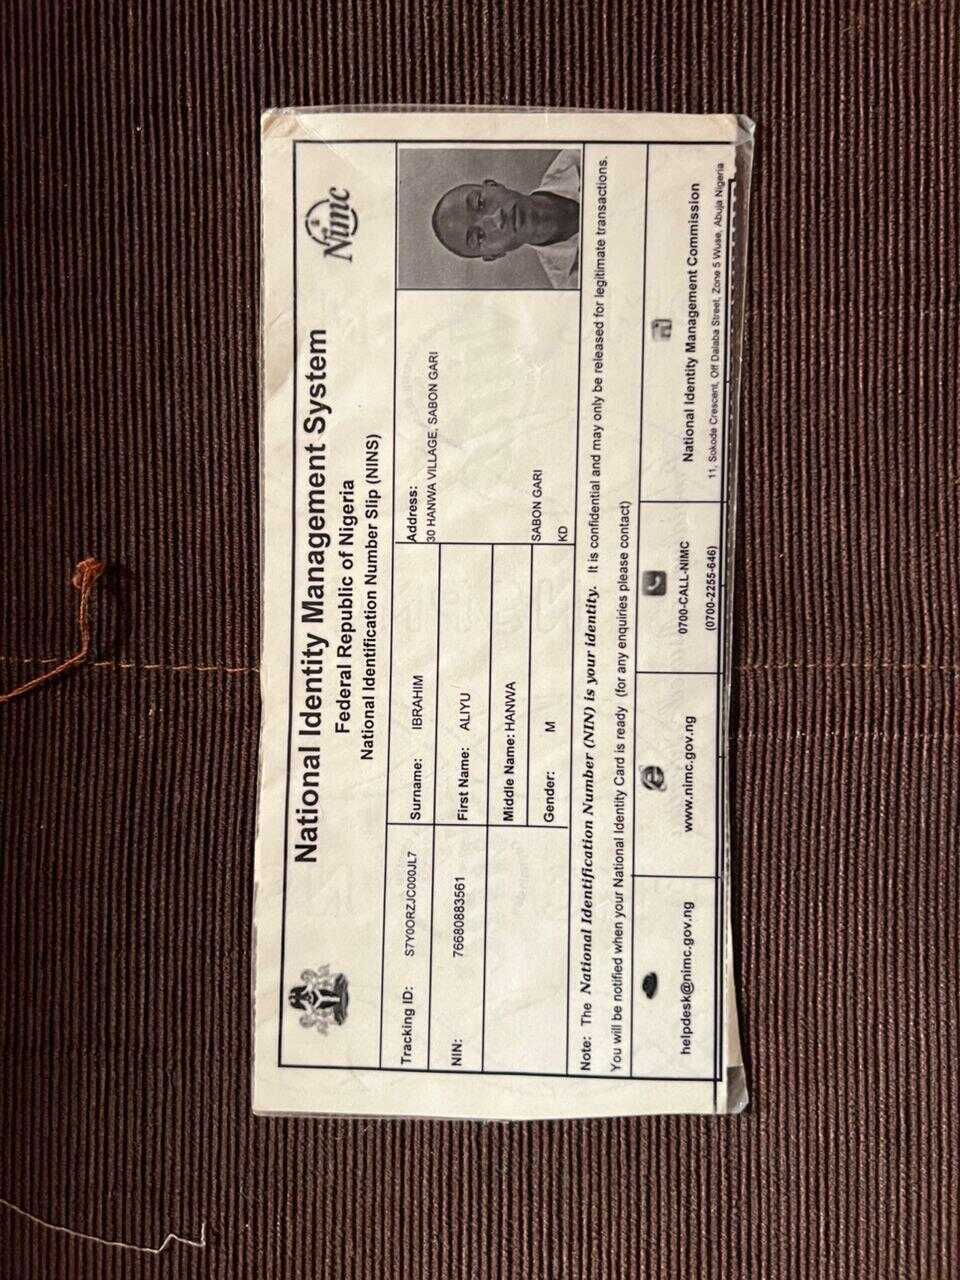 National Identity Management System
Federal Republic of Nigeria
National Identification Number Slip (NINS)
Nimc
Tracking ID: S7Y0ORZJC000JL7
Surname: IBRAHIM
Address:
30 HANWA VILLAGE, SABON GARI
NIN: 76680883561
First Name: ALIYU
Middle Name: HANWA
Gender: M
SABON GARI
KD
Note: The National Identification Number (NIN) is your identity. It is confidential and may only be released for legitimate transactions.
You will be notified when your National Identity Card is ready (for any enquiries please contact)
helpdesk@nimc.gov.ng
www.nimc.gov.ng
0700-CALL-NIMC
(0700-2255-646)
National Identity Management Commission
11, Sokode Crescent, Off Dalaba Street, Zone 5 Wuse, Abuja Nigeria